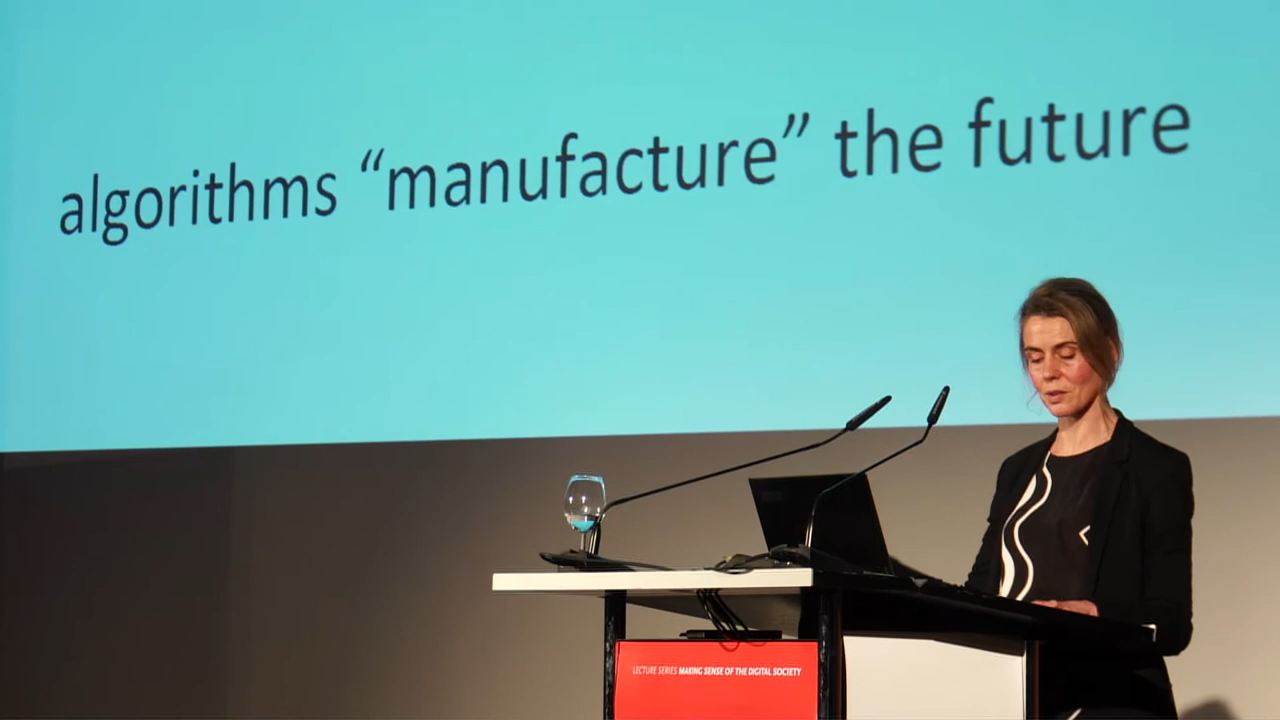 algorithms “manufacture” the future
LECTURE SERIES MAKING SENSE OF THE DIGITAL SOCIETY